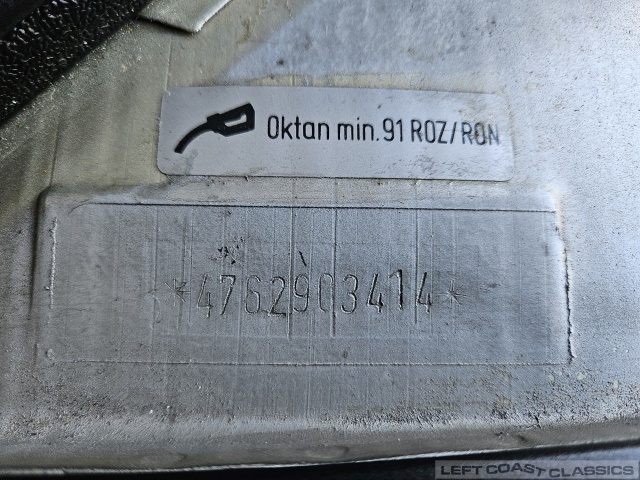 Oktan min. 91 ROZ/RON
*4762903414*
LEFT COAST CLASSICS